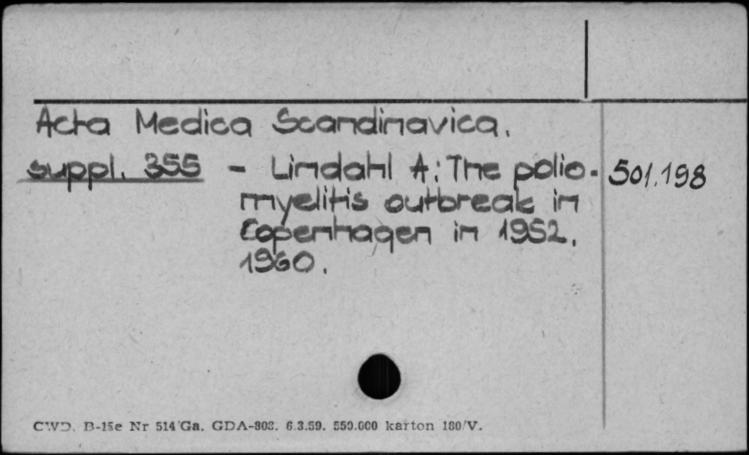 Acta Medica Scandinavica.
suppl. 355 - Lindahl A: The polio- 501.198
myelitis outbreak in
Copenhagen in 1952.
1960.
CWD. B-15e Nr 514 Ga. GDA-808. 6.3.59. 550.000 karton 180/V.